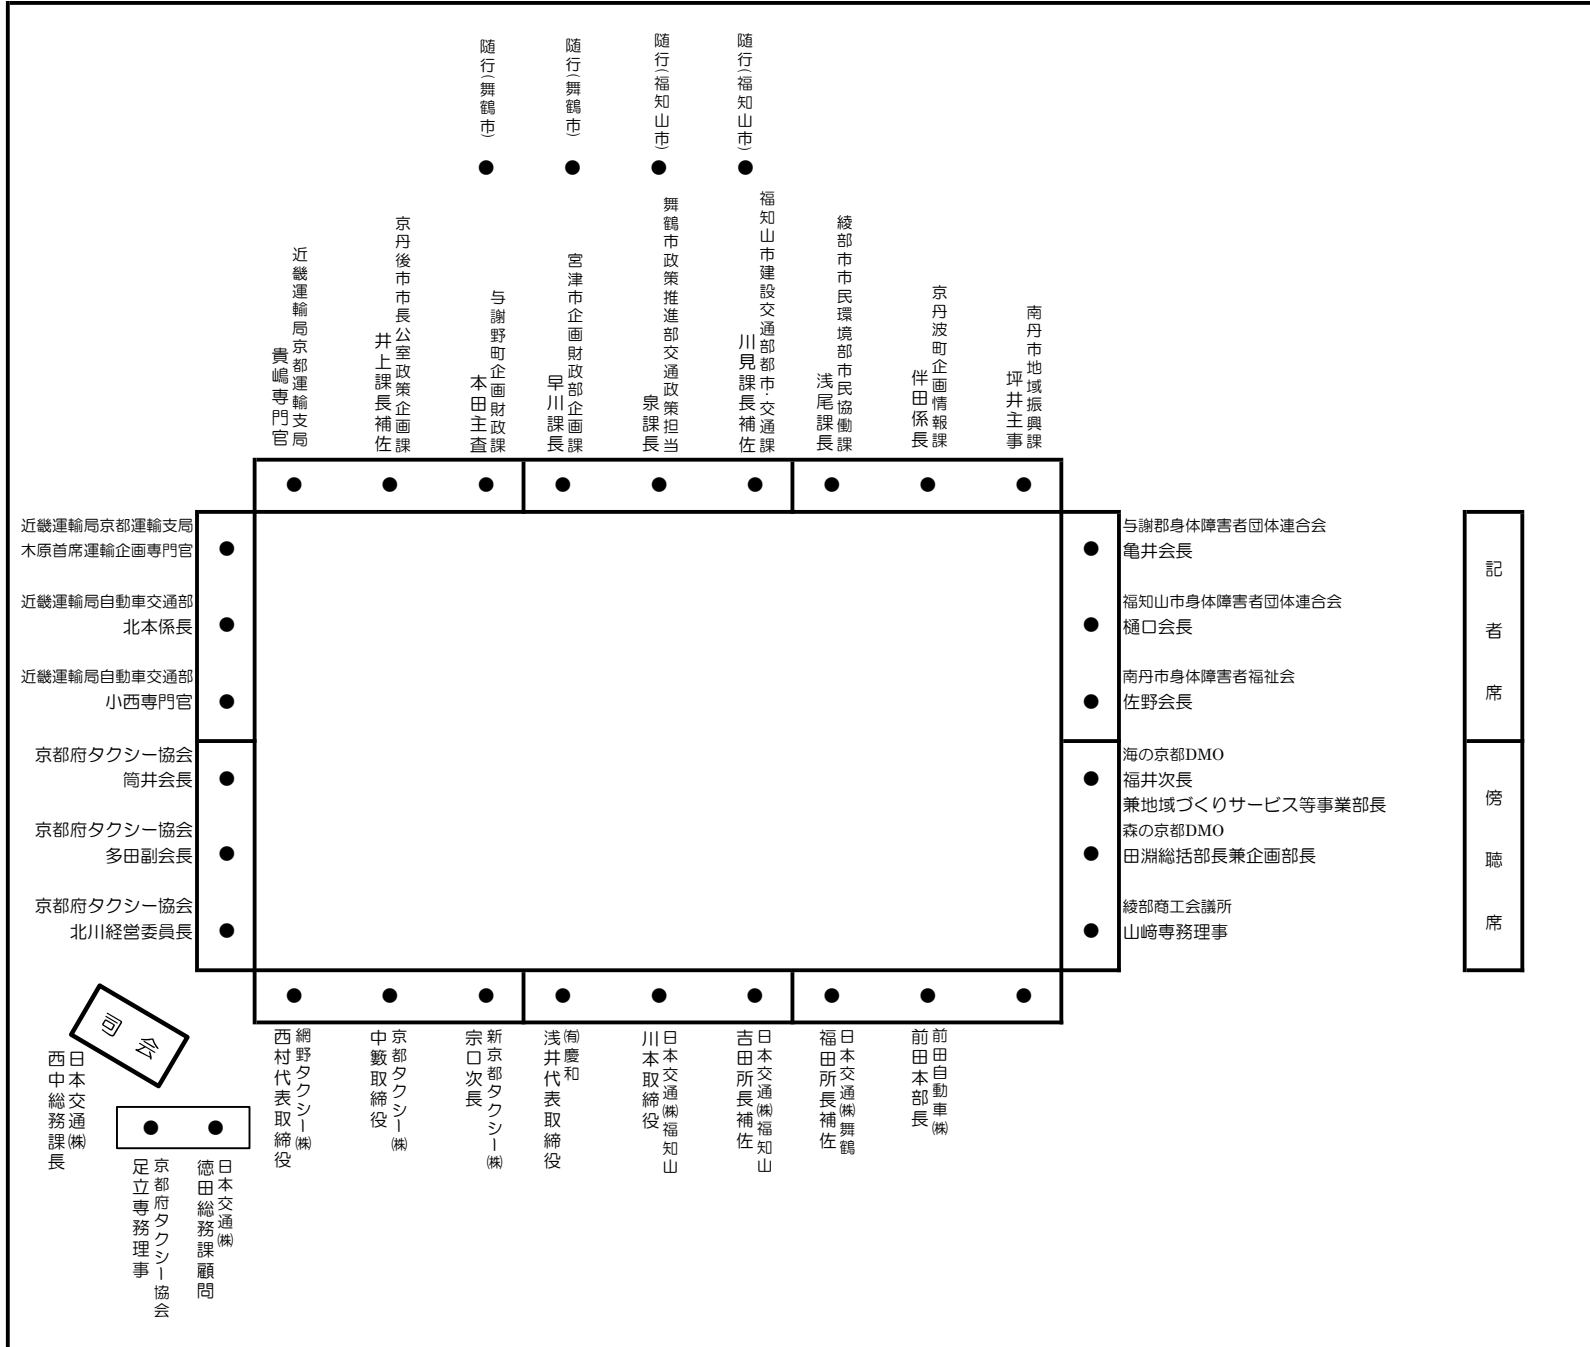 随行(舞鶴市)
随行(舞鶴市)
随行(福知山市)
随行(福知山市)
近畿運輸局京都運輸支局
貴嶋専門官
京丹後市市長公室政策企画課
井上課長補佐
与謝野町企画財政課
本田主査
宮津市企画財政部企画課
早川課長
舞鶴市政策推進部交通政策担当
泉課長
福知山市建設交通部都市・交通課
川見課長補佐
綾部市市民環境部市民協働課
浅尾課長
京丹波町企画情報課
伴田係長
南丹市地域振興課
坪井主事
近畿運輸局京都運輸支局
木原首席運輸企画専門官
近畿運輸局自動車交通部
北本係長
近畿運輸局自動車交通部
小西専門官
京都府タクシー協会
筒井会長
京都府タクシー協会
多田副会長
京都府タクシー協会
北川経営委員長
与謝郡身体障害者団体連合会
亀井会長
福知山市身体障害者団体連合会
樋口会長
南丹市身体障害者福祉会
佐野会長
海の京都DMO
福井次長
兼地域づくりサービス等事業部長
森の京都DMO
田淵総括部長兼企画部長
綾部商工会議所
山﨑専務理事
記者席
傍聴席
司会
日本交通㈱
西中総務課長
京都府タクシー協会
足立専務理事
日本交通㈱
徳田総務課顧問
網野タクシー㈱
西村代表取締役
京都タクシー㈱
中籔取締役
新京都タクシー㈱
宗口次長
㈲慶和
浅井代表取締役
日本交通㈱福知山
川本取締役
日本交通㈱福知山
吉田所長補佐
日本交通㈱舞鶴
福田所長補佐
前田自動車㈱
前田本部長